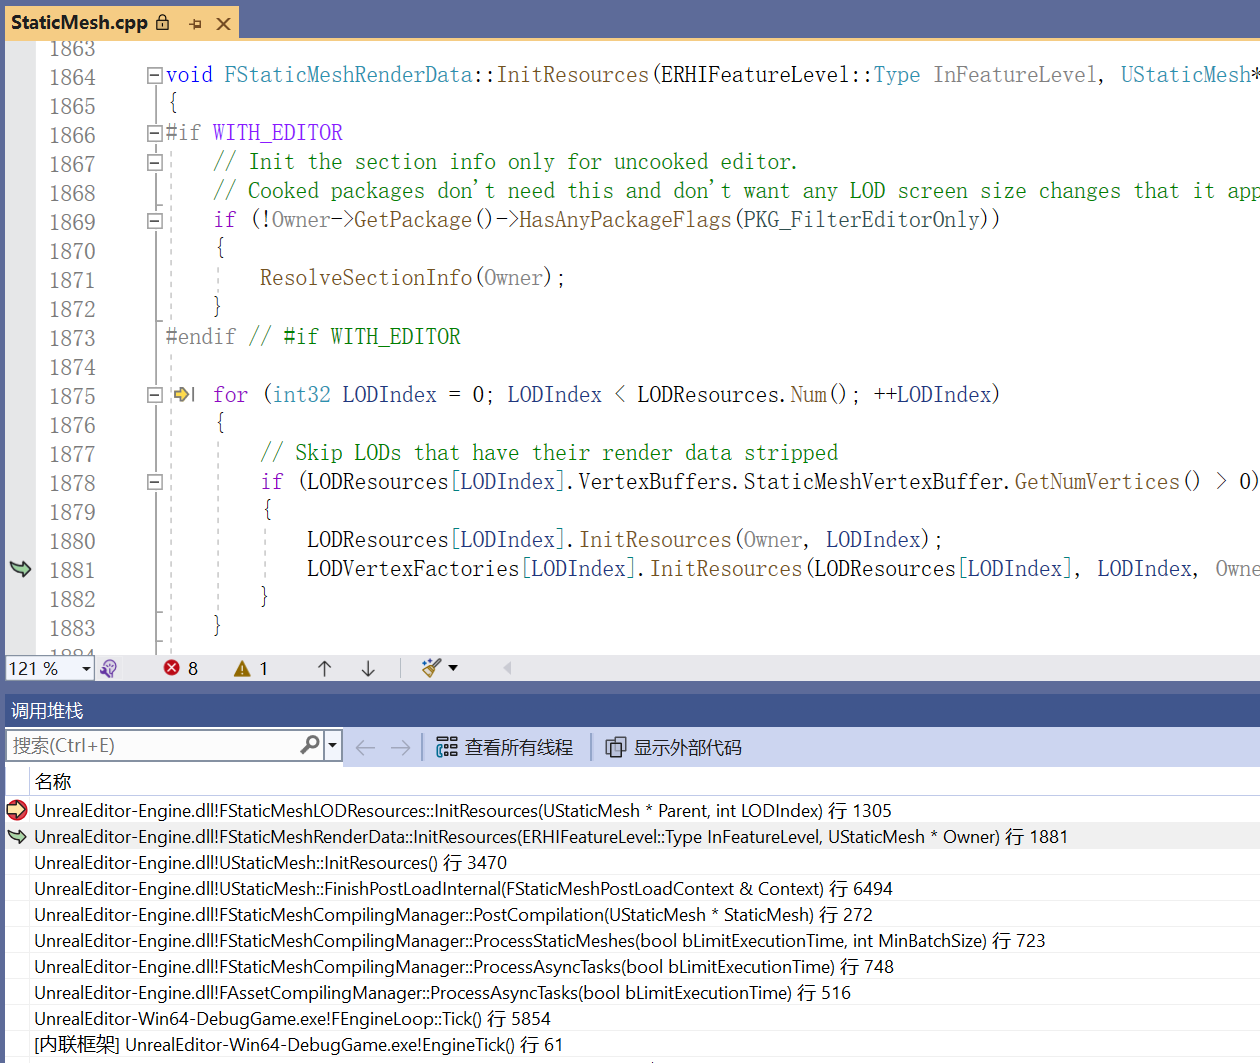 StaticMesh.cpp
1863
1864 void FStaticMeshRenderData::InitResources(ERHIFeatureLevel::Type InFeatureLevel, UStaticMesh*
1865 {
1866 #if WITH_EDITOR
1867 // Init the section info only for uncooked editor.
1868 // Cooked packages don't need this and don't want any LOD screen size changes that it app
1869 if (!Owner->GetPackage()->HasAnyPackageFlags(PKG_FilterEditorOnly))
1870 {
1871 ResolveSectionInfo(Owner);
1872 }
1873 #endif // #if WITH_EDITOR
1874
1875 for (int32 LODIndex = 0; LODIndex < LODResources.Num(); ++LODIndex)
1876 {
1877 // Skip LODs that have their render data stripped
1878 if (LODResources[LODIndex].VertexBuffers.StaticMeshVertexBuffer.GetNumVertices() > 0)
1879 {
1880 LODResources[LODIndex].InitResources(Owner, LODIndex);
1881 LODVertexFactories[LODIndex].InitResources(LODResources[LODIndex], LODIndex, Owne
1882 }
1883 }
121 % 8 1
调用堆栈
搜索(Ctrl+E) 查看所有线程 显示外部代码
名称
UnrealEditor-Engine.dll!FStaticMeshLODResources::InitResources(UStaticMesh * Parent, int LODIndex) 行 1305
UnrealEditor-Engine.dll!FStaticMeshRenderData::InitResources(ERHIFeatureLevel::Type InFeatureLevel, UStaticMesh * Owner) 行 1881
UnrealEditor-Engine.dll!UStaticMesh::InitResources() 行 3470
UnrealEditor-Engine.dll!UStaticMesh::FinishPostLoadInternal(FStaticMeshPostLoadContext & Context) 行 6494
UnrealEditor-Engine.dll!FStaticMeshCompilingManager::PostCompilation(UStaticMesh * StaticMesh) 行 272
UnrealEditor-Engine.dll!FStaticMeshCompilingManager::ProcessStaticMeshes(bool bLimitExecutionTime, int MinBatchSize) 行 723
UnrealEditor-Engine.dll!FStaticMeshCompilingManager::ProcessAsyncTasks(bool bLimitExecutionTime) 行 748
UnrealEditor-Engine.dll!FAssetCompilingManager::ProcessAsyncTasks(bool bLimitExecutionTime) 行 516
UnrealEditor-Win64-DebugGame.exe!FEngineLoop::Tick() 行 5854
[内联框架] UnrealEditor-Win64-DebugGame.exe!EngineTick() 行 61